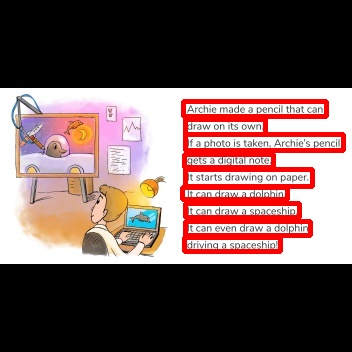 Archie made a pencil that can
draw on its own.
If a photo is taken, Archie's pencil
gets a digital note.
It starts drawing on paper.
It can draw a dolphin.
It can draw a spaceship.
It can even draw a dolphin
driving a spaceship!